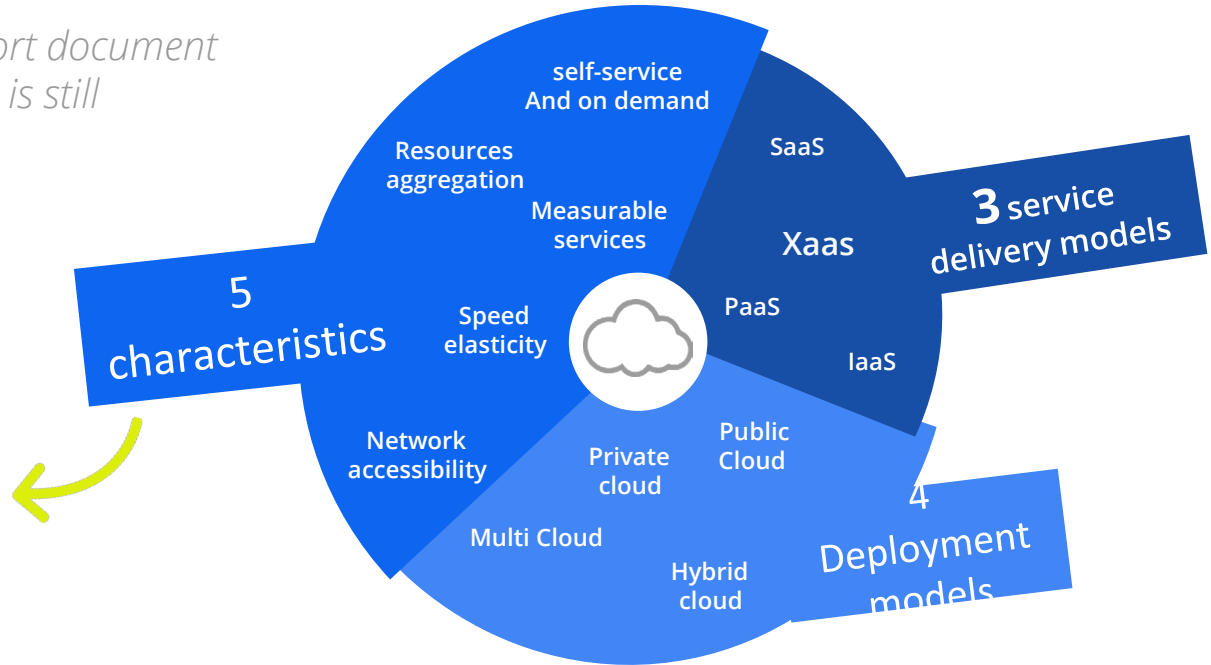 ort document
is still
self-service
And on demand
Resources
aggregation
Measurable
services
5
characteristics
Speed
elasticity
Network
accessibility
SaaS
Xaas
PaaS
IaaS
3 service
delivery models
Public
Cloud
Private
cloud
Multi Cloud
Hybrid
cloud
4
Deployment
models